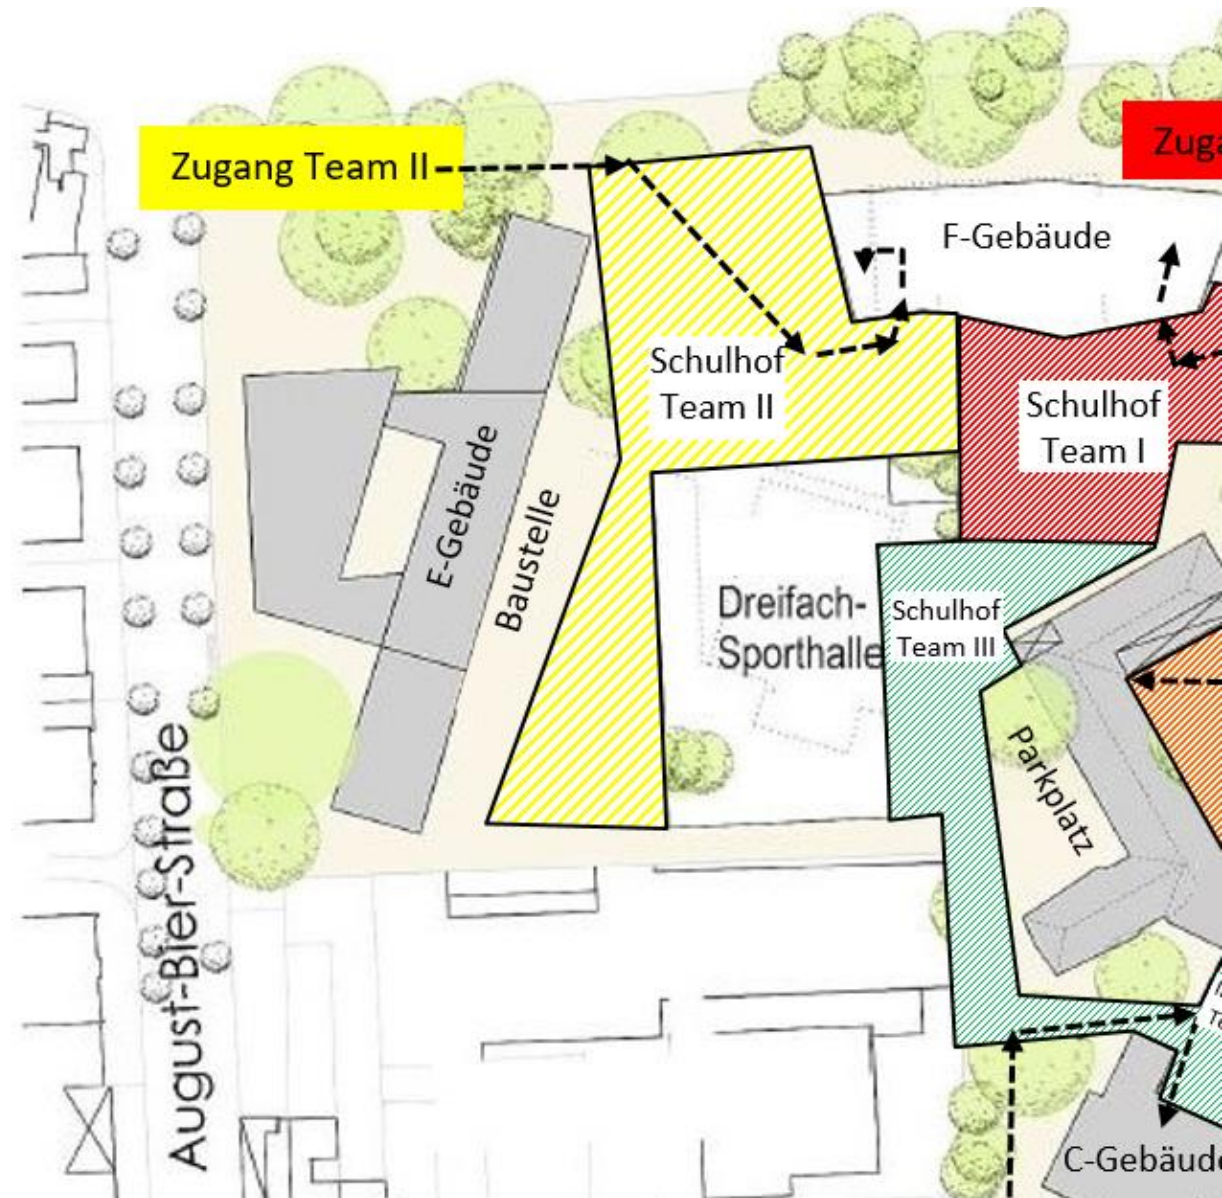 Zugang Team II
Zuga
F-Gebäude
Schulhof
Team II
Schulhof
Team I
E-Gebäude
Baustelle
Dreifach-
Sporthalle
Schulhof
Team III
Parkplatz
August-Bier-Straße
C-Gebäude